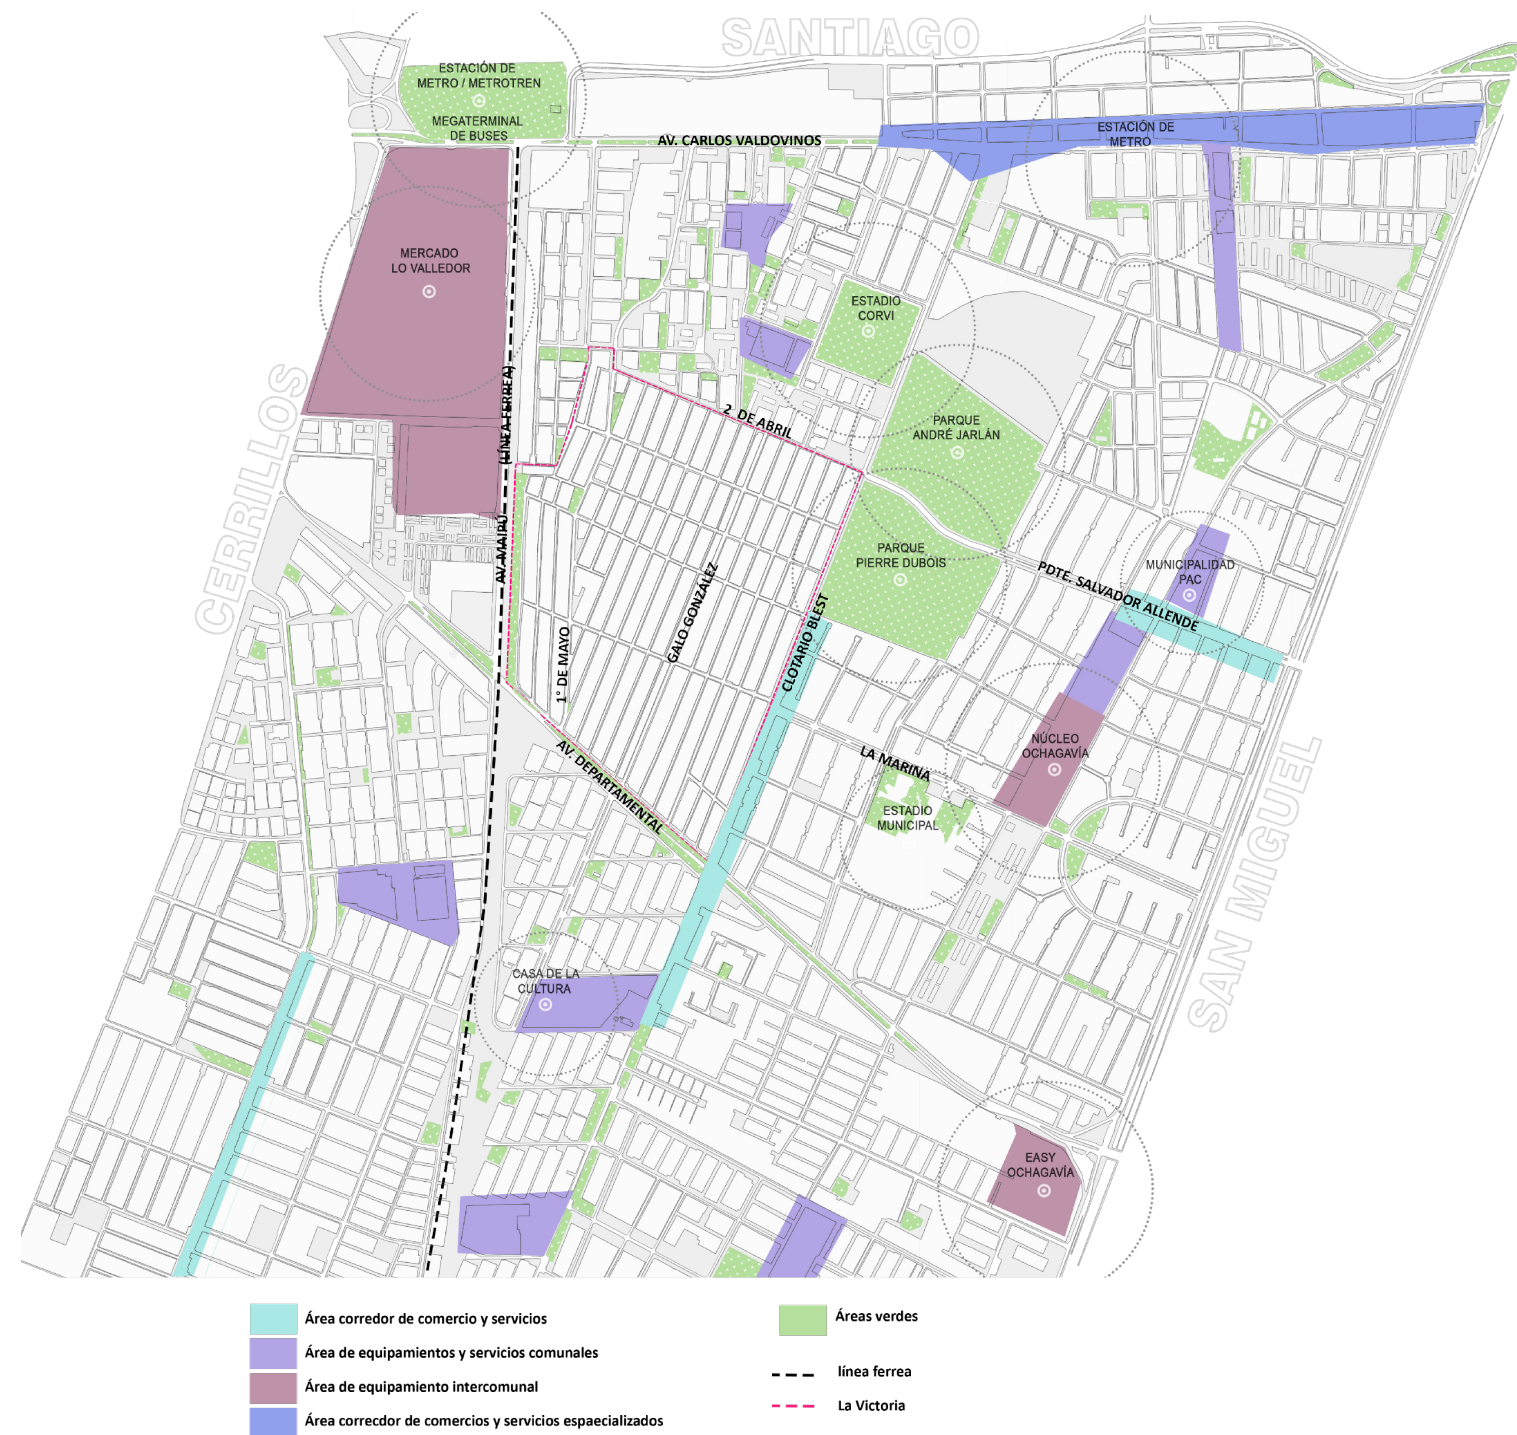 SANTIAGO
ESTACIÓN DE
METRO / METROTREN
MEGATERMINAL
DE BUSES
AV. CARLOS VALDOVINOS
ESTACIÓN DE
METRO
MERCADO
LO VALLEDOR
ESTADIO
CORVI
CERRILLOS
(LÍNEA FERREA)
AV. MAIPÚ
2 DE ABRIL
PARQUE
ANDRÉ JARLÁN
PARQUE
PIERRE DUBOIS
MUNICIPALIDAD
PAC
PDTE. SALVADOR ALLENDE
GALO GONZÁLEZ
1° DE MAYO
CLOTARIO BLEST
NÚCLEO
OCHAGAVÍA
LA MARINA
AV. DEPARTAMENTAL
ESTADIO
MUNICIPAL
SAN MIGUEL
CASA DE LA
CULTURA
EASY
OCHAGAVÍA
Área corredor de comercio y servicios
Área de equipamientos y servicios comunales
Área de equipamiento intercomunal
Área correcdor de comercios y servicios espaecializados
Áreas verdes
línea ferrea
La Victoria